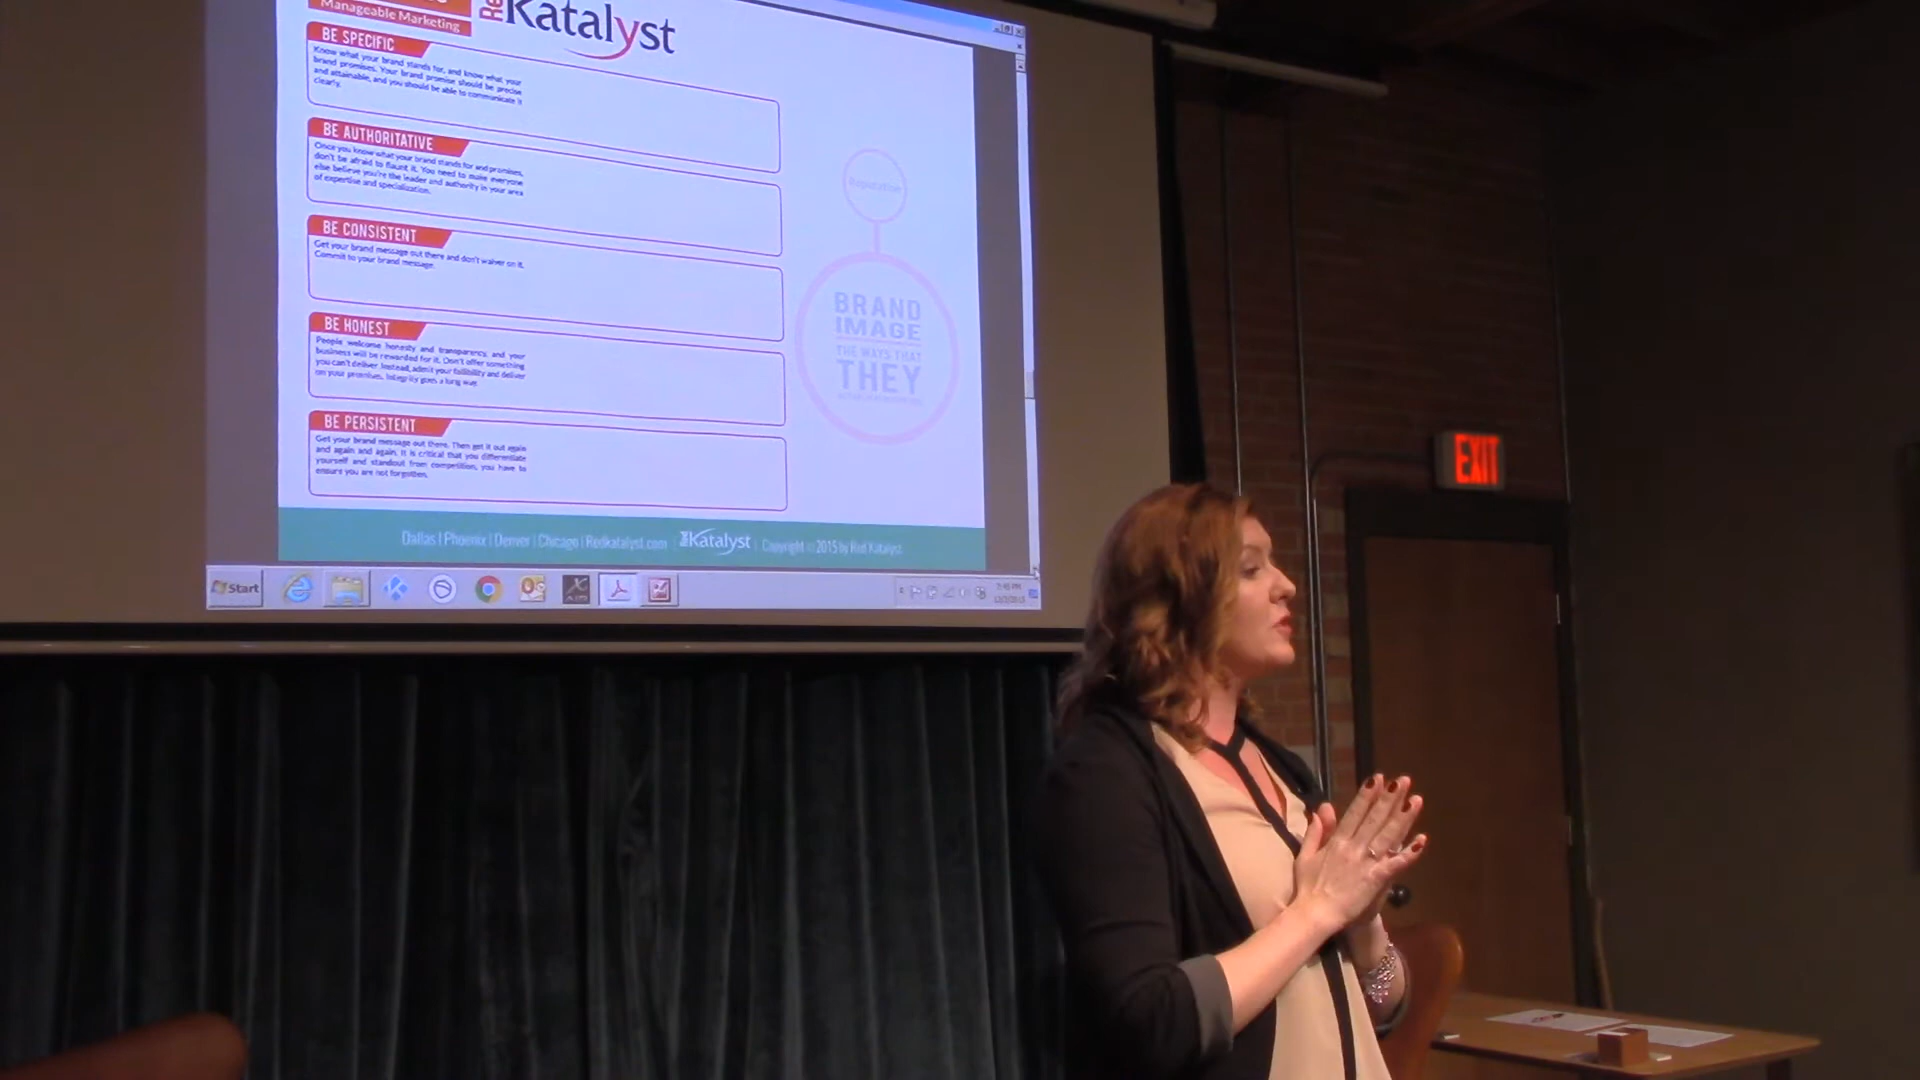 Manageable Marketing
Red Katalyst
BE SPECIFIC
Know what your brand stands for, and know what your
brand promises. Your brand promise should be precise
and attainable, and you should be able to communicate it
clearly.
BE AUTHORITATIVE
Once you know what your brand stands for and promises,
don't be afraid to flaunt it. You need to make everyone
else believe you're the leader and authority in your area
of expertise and specialization.
BE CONSISTENT
Get your brand message out there and don't waiver on it.
Commit to your brand message.
BE HONEST
People welcome honesty and transparency, and your
business will be rewarded for it. Don't offer something
you can't deliver. Instead, admit your fallibility and deliver
on your promises. Integrity goes a long way.
BE PERSISTENT
Get your brand message out there. Then get it out again
and again and again. It is critical that you differentiate
yourself and standout from competition, you have to
ensure you are not forgotten.
Reputation
BRAND
IMAGE
THE WAYS THAT
THEY
Dallas | Phoenix | Denver | Chicago | Redkatalyst.com Red Katalyst | Copyright © 2015 by Red Katalyst
Start
EXIT